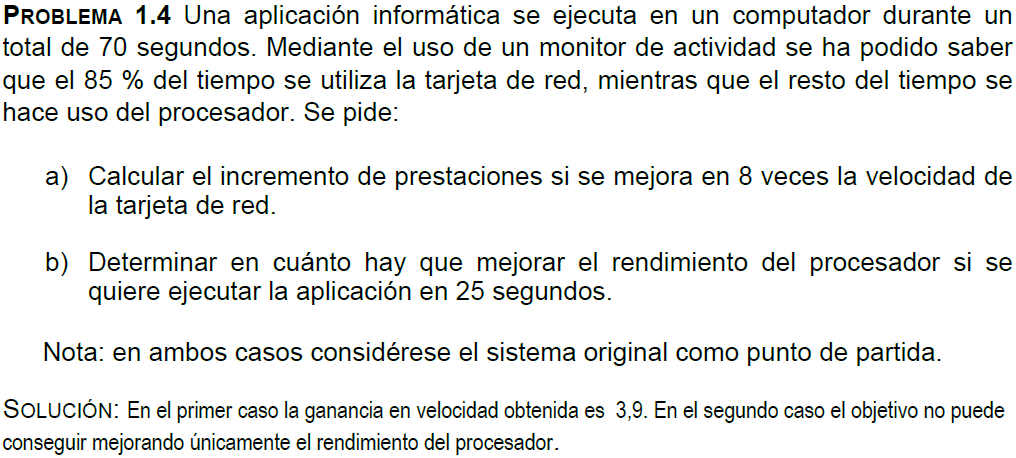 PROBLEMA 1.4 Una aplicación informática se ejecuta en un computador durante un
total de 70 segundos. Mediante el uso de un monitor de actividad se ha podido saber
que el 85 % del tiempo se utiliza la tarjeta de red, mientras que el resto del tiempo se
hace uso del procesador. Se pide:
a) Calcular el incremento de prestaciones si se mejora en 8 veces la velocidad de
la tarjeta de red.
b) Determinar en cuánto hay que mejorar el rendimiento del procesador si se
quiere ejecutar la aplicación en 25 segundos.
Nota: en ambos casos considérese el sistema original como punto de partida.
SOLUCIÓN: En el primer caso la ganancia en velocidad obtenida es 3,9. En el segundo caso el objetivo no puede
conseguir mejorando únicamente el rendimiento del procesador.